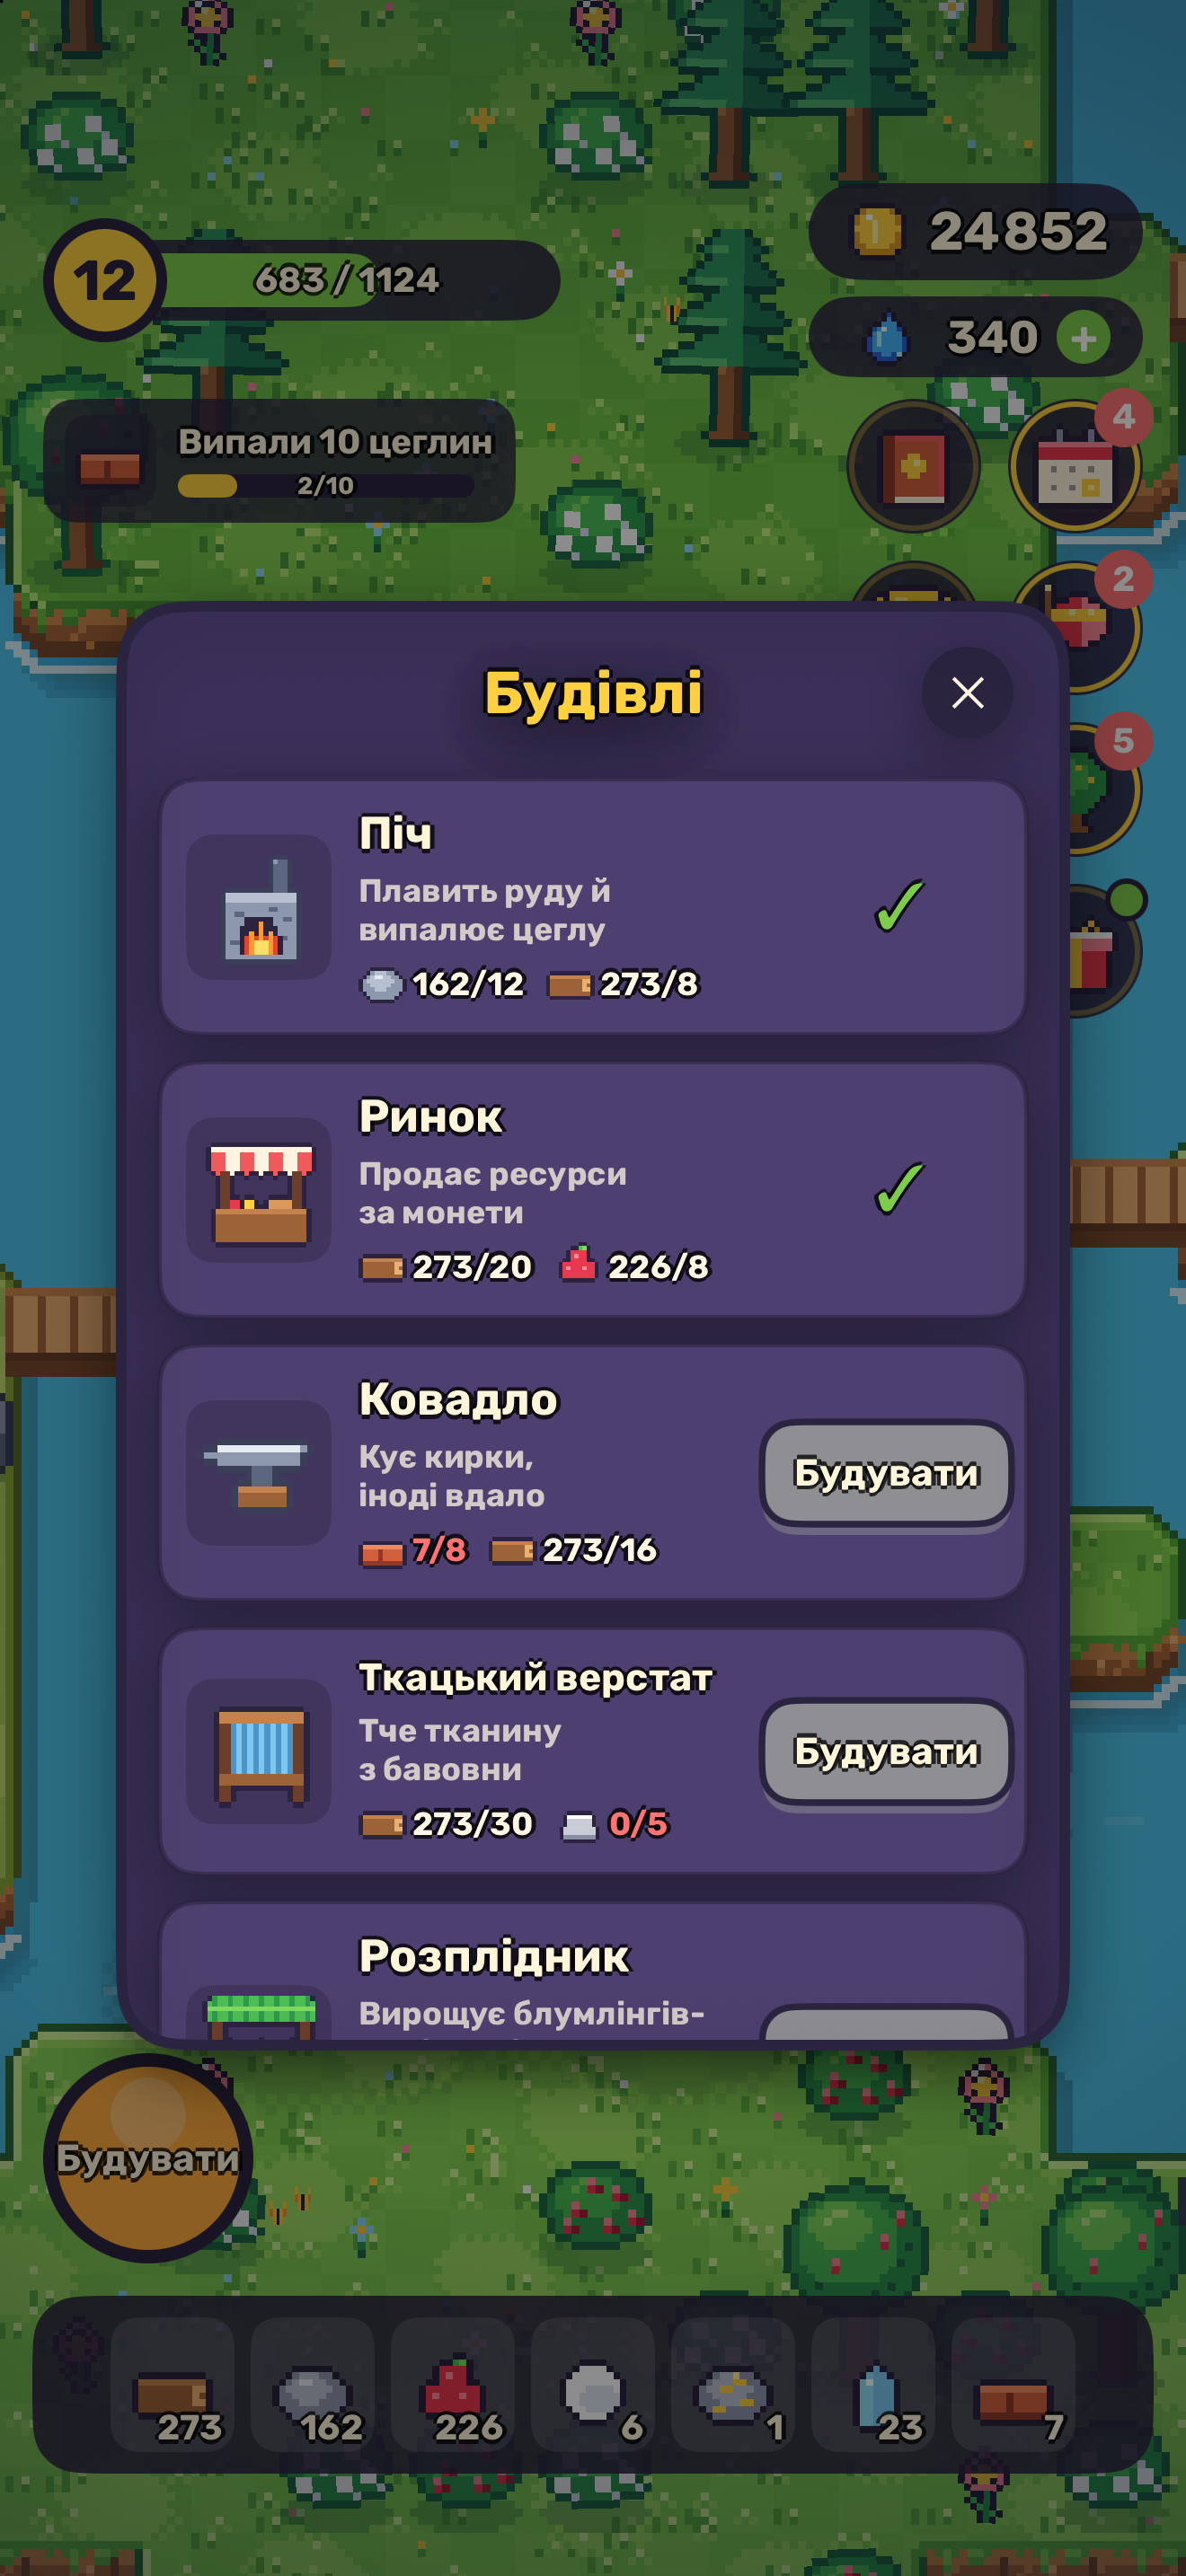 12
683 / 1124
24852
340
Випали 10 цеглин
2/10
4
2
5
Будівлі
Піч
Плавить руду й
випалює цеглу
162/12 273/8
Ринок
Продає ресурси
за монети
273/20 226/8
Ковадло
Кує кирки,
іноді вдало
7/8 273/16
Будувати
Ткацький верстат
Тче тканину
з бавовни
273/30 0/5
Будувати
Розплідник
Вирощує блумлінгів-
Будувати
273 162 226 6 1 23 7